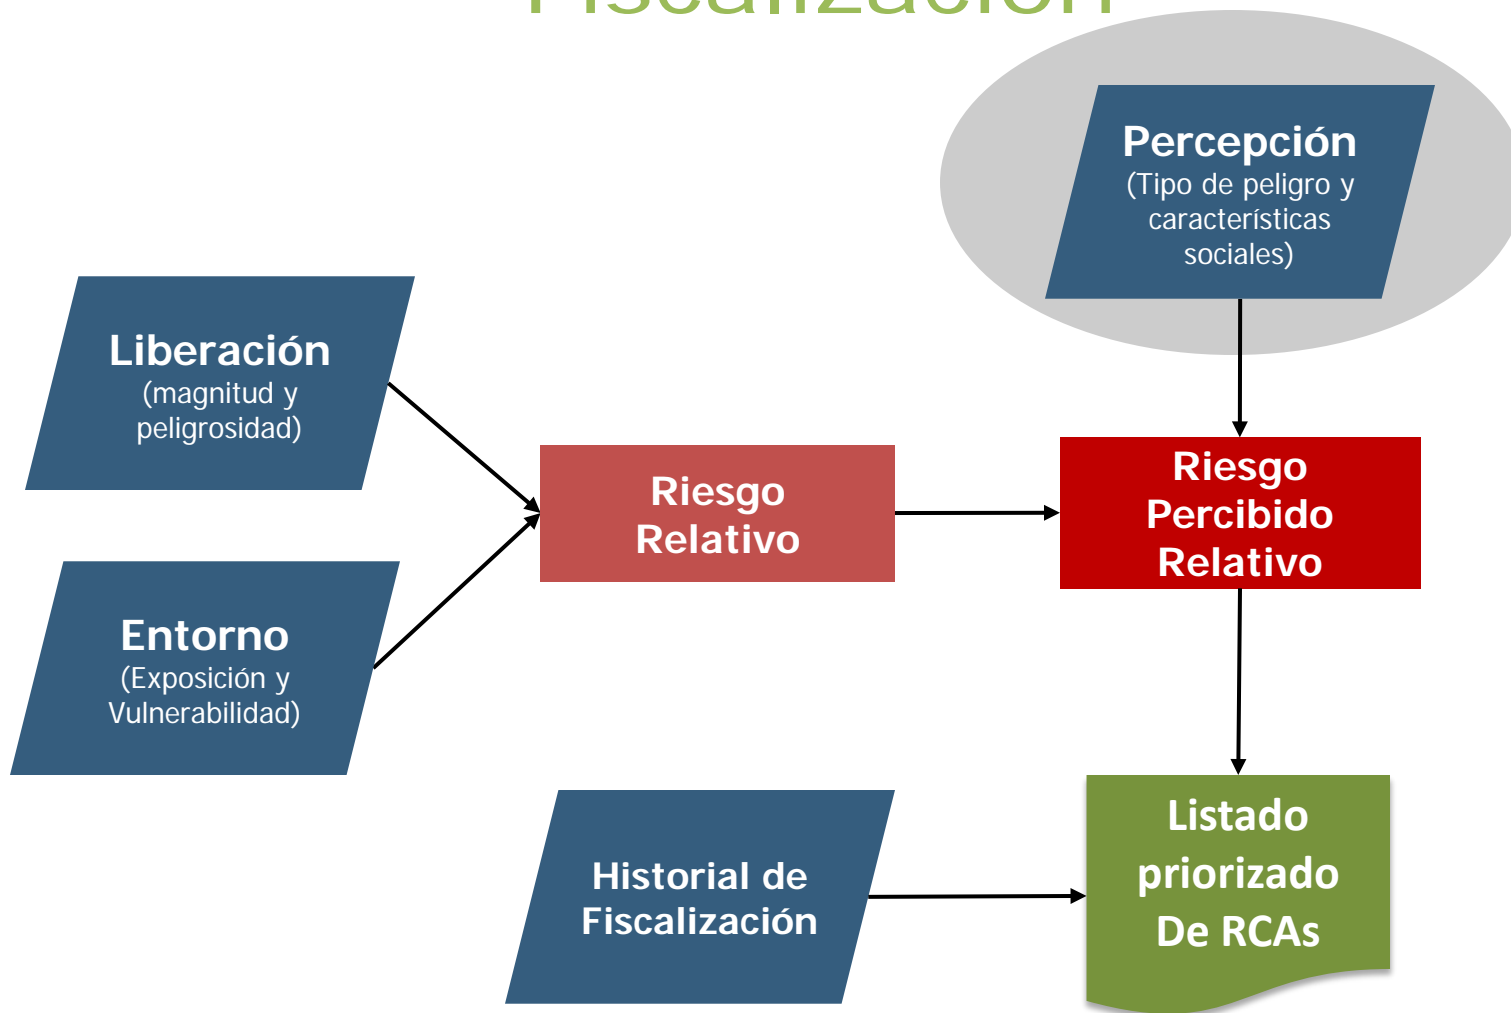 Fiscalización
Percepción
(Tipo de peligro y
características
sociales)
Liberación
(magnitud y
peligrosidad)
Riesgo
Relativo
Riesgo
Percibido
Relativo
Entorno
(Exposición y
Vulnerabilidad)
Historial de
Fiscalización
Listado
priorizado
De RCAs